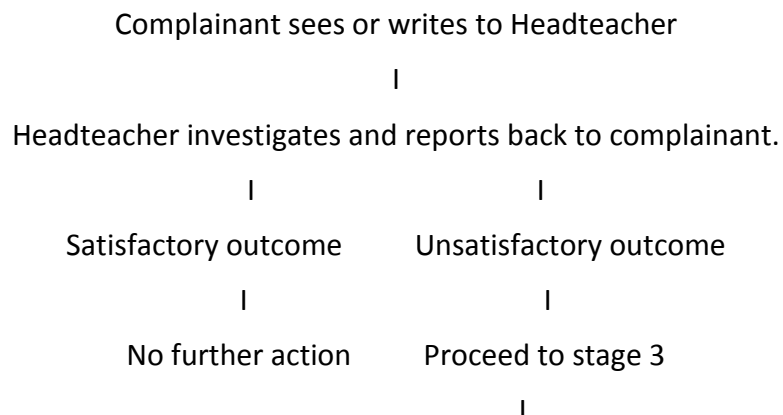 Complainant sees or writes to Headteacher
I
Headteacher investigates and reports back to complainant.
I I
Satisfactory outcome Unsatisfactory outcome
I I
No further action Proceed to stage 3
I